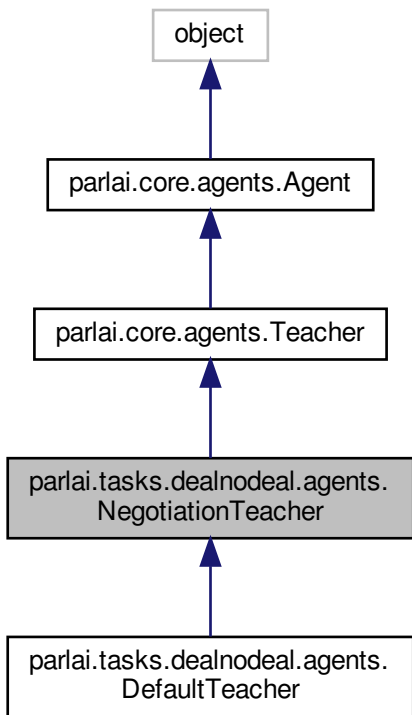 object
parlai.core.agents.Agent
parlai.core.agents.Teacher
parlai.tasks.dealnodeal.agents.
NegotiationTeacher
parlai.tasks.dealnodeal.agents.
DefaultTeacher